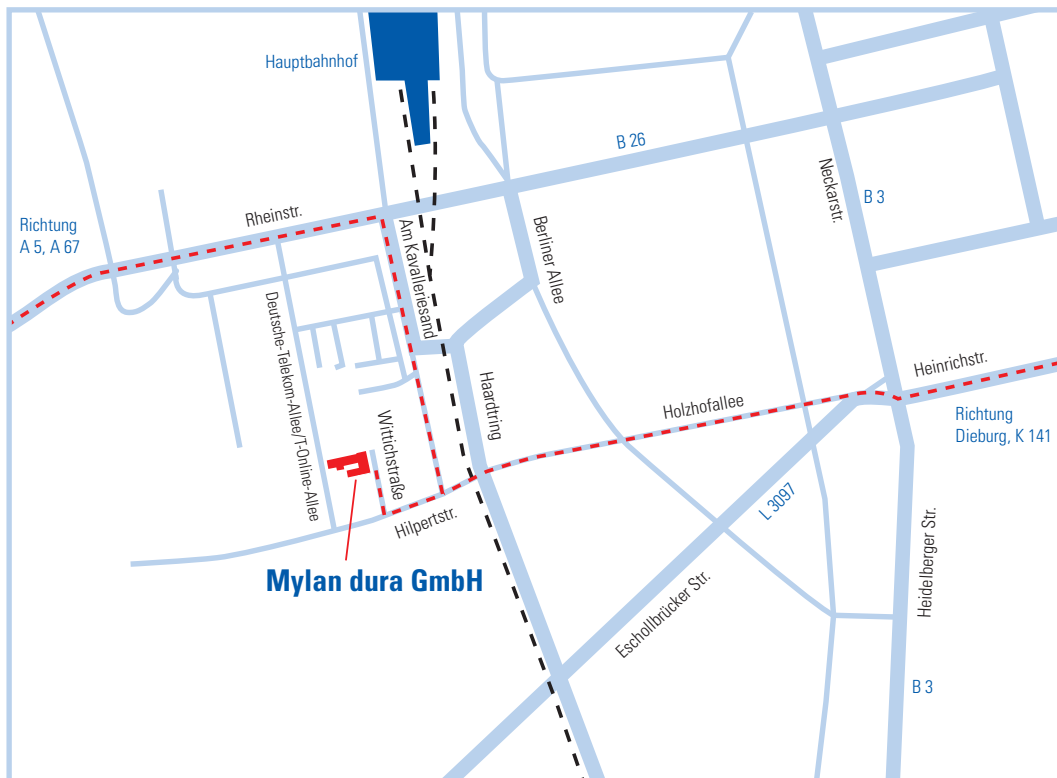 Hauptbahnhof
B 26
Neckarstr.
B 3
Rheinstr.
Richtung
A 5, A 67
Am Kavalleriesand
Berliner Allee
Deutsche-Telekom-Allee/T-Online-Allee
Haardtring
Heinrichstr.
Holzhofallee
Richtung
Dieburg, K 141
Wittichstraße
Hilpertstr.
L 3097
Mylan dura GmbH
Eschollbrücker Str.
Heidelberger Str.
B 3